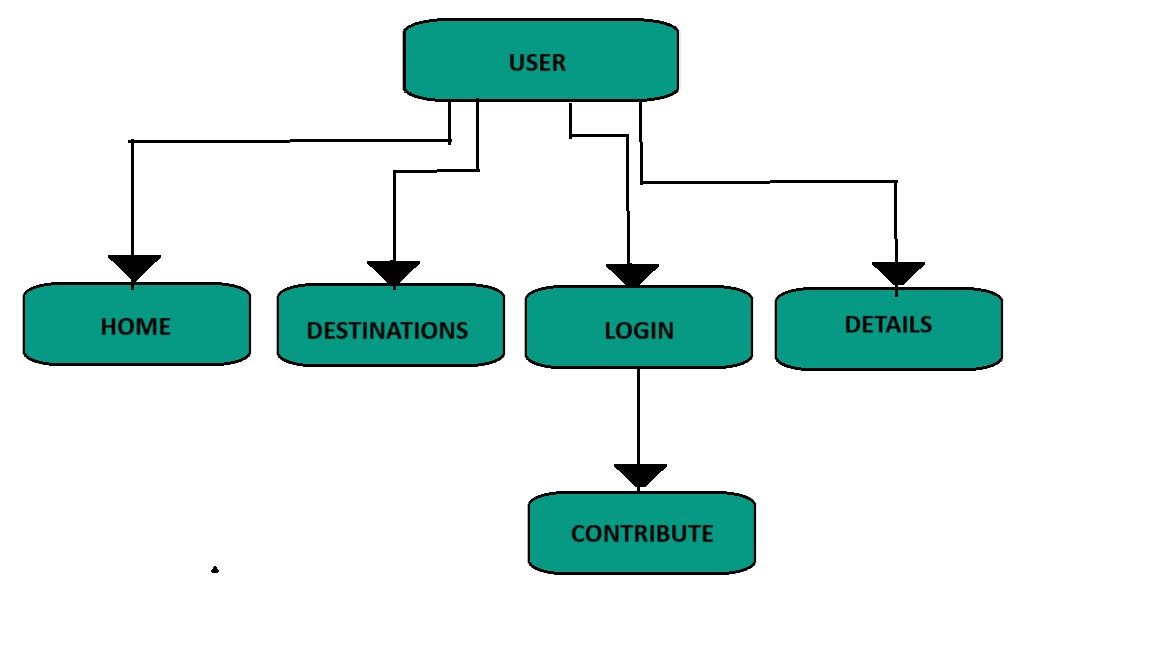 USER
HOME
DESTINATIONS
LOGIN
DETAILS
CONTRIBUTE